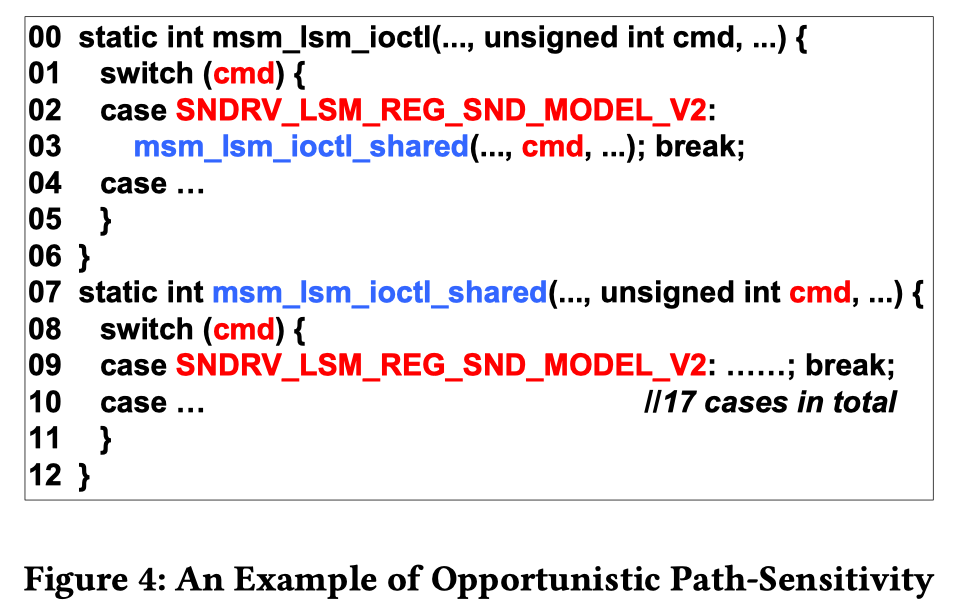 00 static int msm_lsm_ioctl(..., unsigned int cmd, ...) {
01 switch (cmd) {
02 case SNDRV_LSM_REG_SND_MODEL_V2:
03 msm_lsm_ioctl_shared(..., cmd, ...); break;
04 case …
05 }
06 }
07 static int msm_lsm_ioctl_shared(..., unsigned int cmd, ...) {
08 switch (cmd) {
09 case SNDRV_LSM_REG_SND_MODEL_V2: ……; break;
10 case … //17 cases in total
11 }
12 }
Figure 4: An Example of Opportunistic Path-Sensitivity